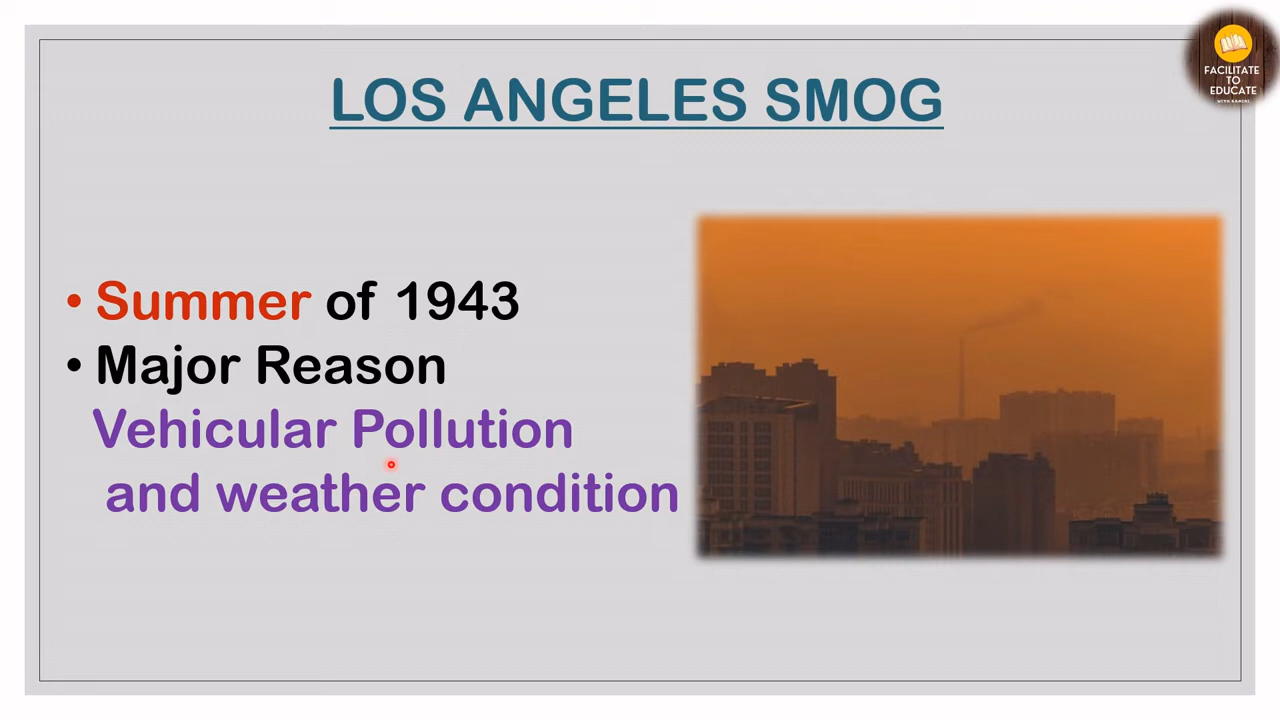 LOS ANGELES SMOG
FACILITATE
TO
EDUCATE
• Summer of 1943
• Major Reason
Vehicular Pollution
and weather condition